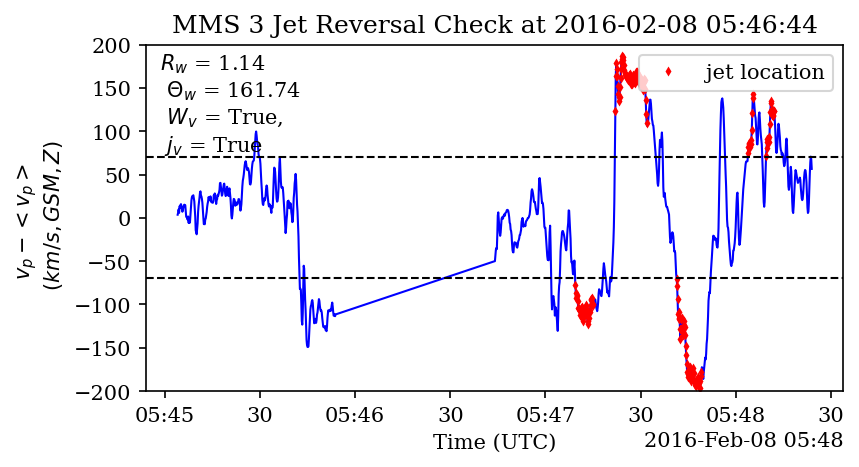 MMS 3 Jet Reversal Check at 2016-02-08 05:46:44
R_w = 1.14
Θ_w = 161.74
W_v = True,
j_v = True
jet location
v_p − < v_p >
(km/s, GSM, Z)
200
150
100
50
0
−50
−100
−150
−200
05:45 30 05:46 30 05:47 30 05:48 30
Time (UTC)
2016-Feb-08 05:48